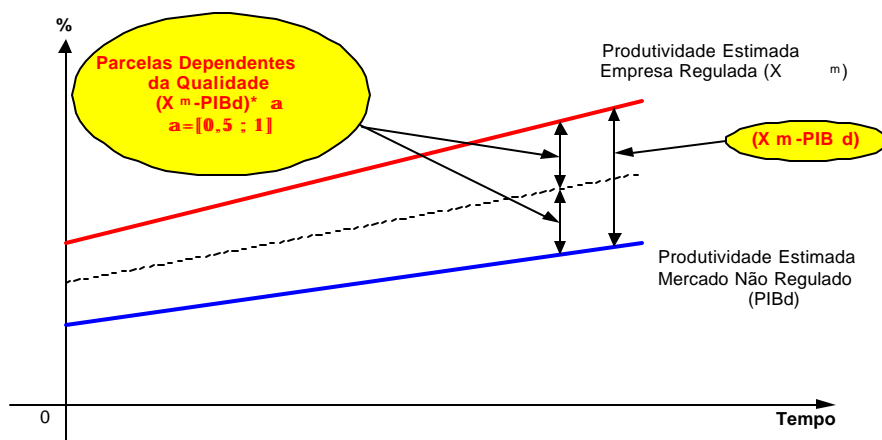 %
Parcelas Dependentes
da Qualidade
(X m-PIBd)* a
a=[0,5 ; 1]
Produtividade Estimada
Empresa Regulada (X m)
(X m-PIB d)
Produtividade Estimada
Mercado Não Regulado
(PIBd)
0
Tempo